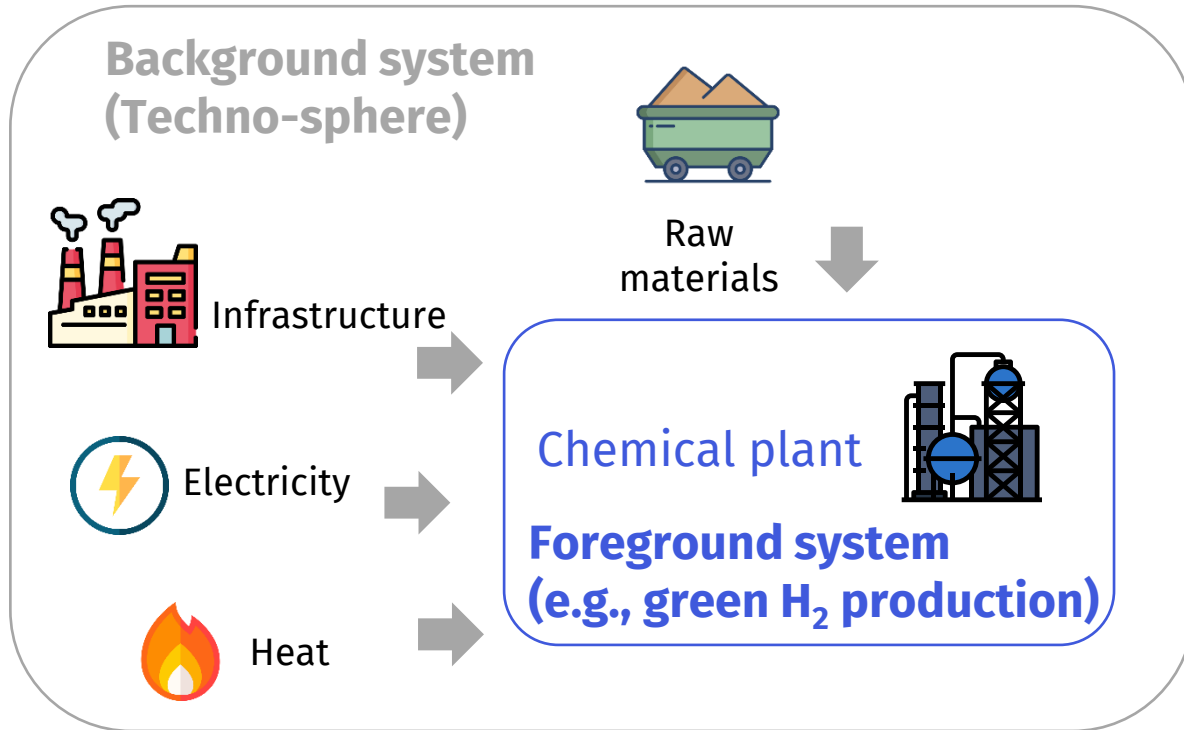 Background system
(Techno-sphere)
Raw
materials
Infrastructure
Chemical plant
Electricity
Foreground system
(e.g., green H₂ production)
Heat